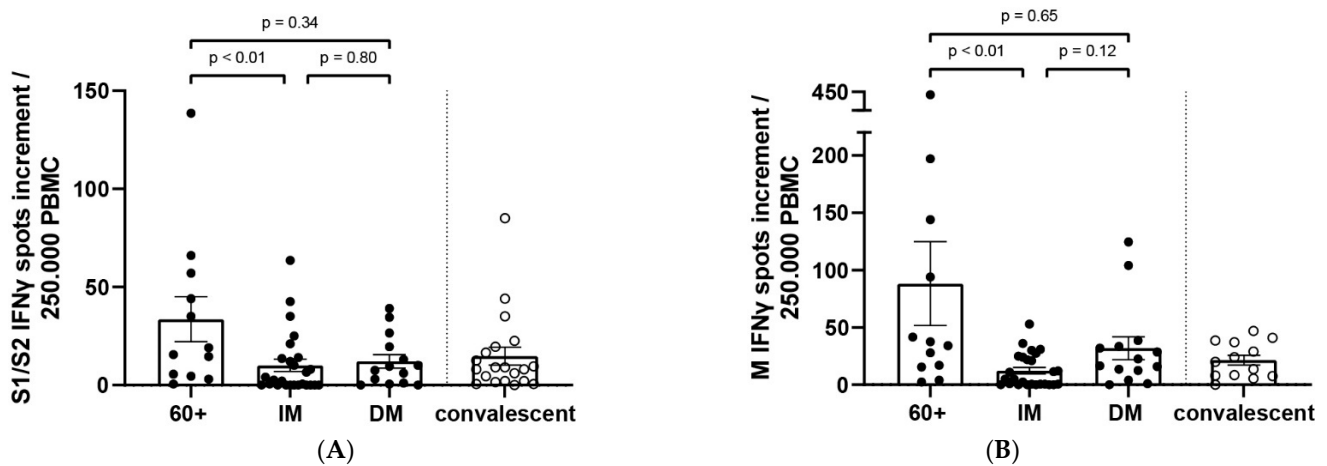 p = 0.34
p < 0.01
p = 0.80
S1/S2 IFNγ spots increment /
250.000 PBMC
150
100
50
0
60+
IM
DM
convalescent
(A)
p = 0.65
p < 0.01
p = 0.12
M IFNγ spots increment /
250.000 PBMC
450
200
150
100
50
0
60+
IM
DM
convalescent
(B)